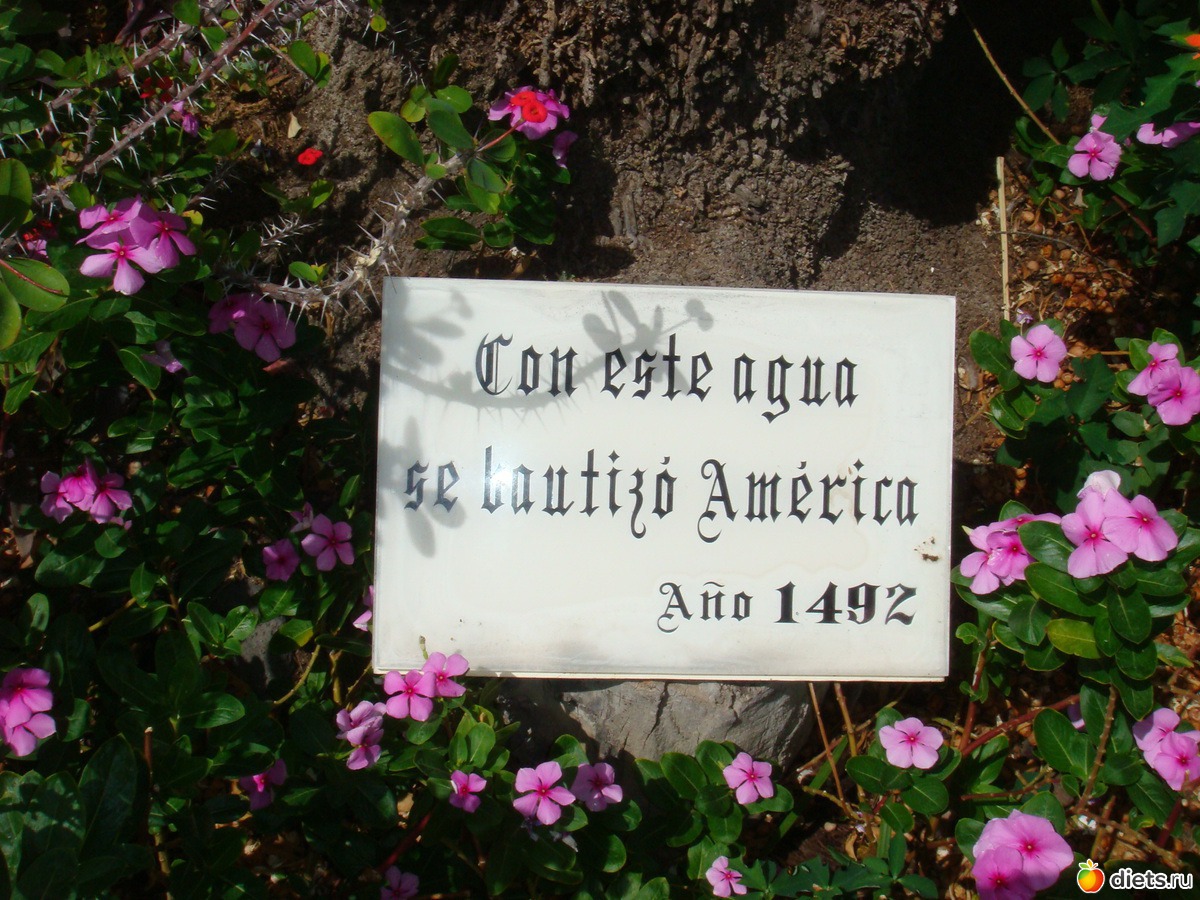 Con este agua
se bautizó América
Año 1492
diets.ru